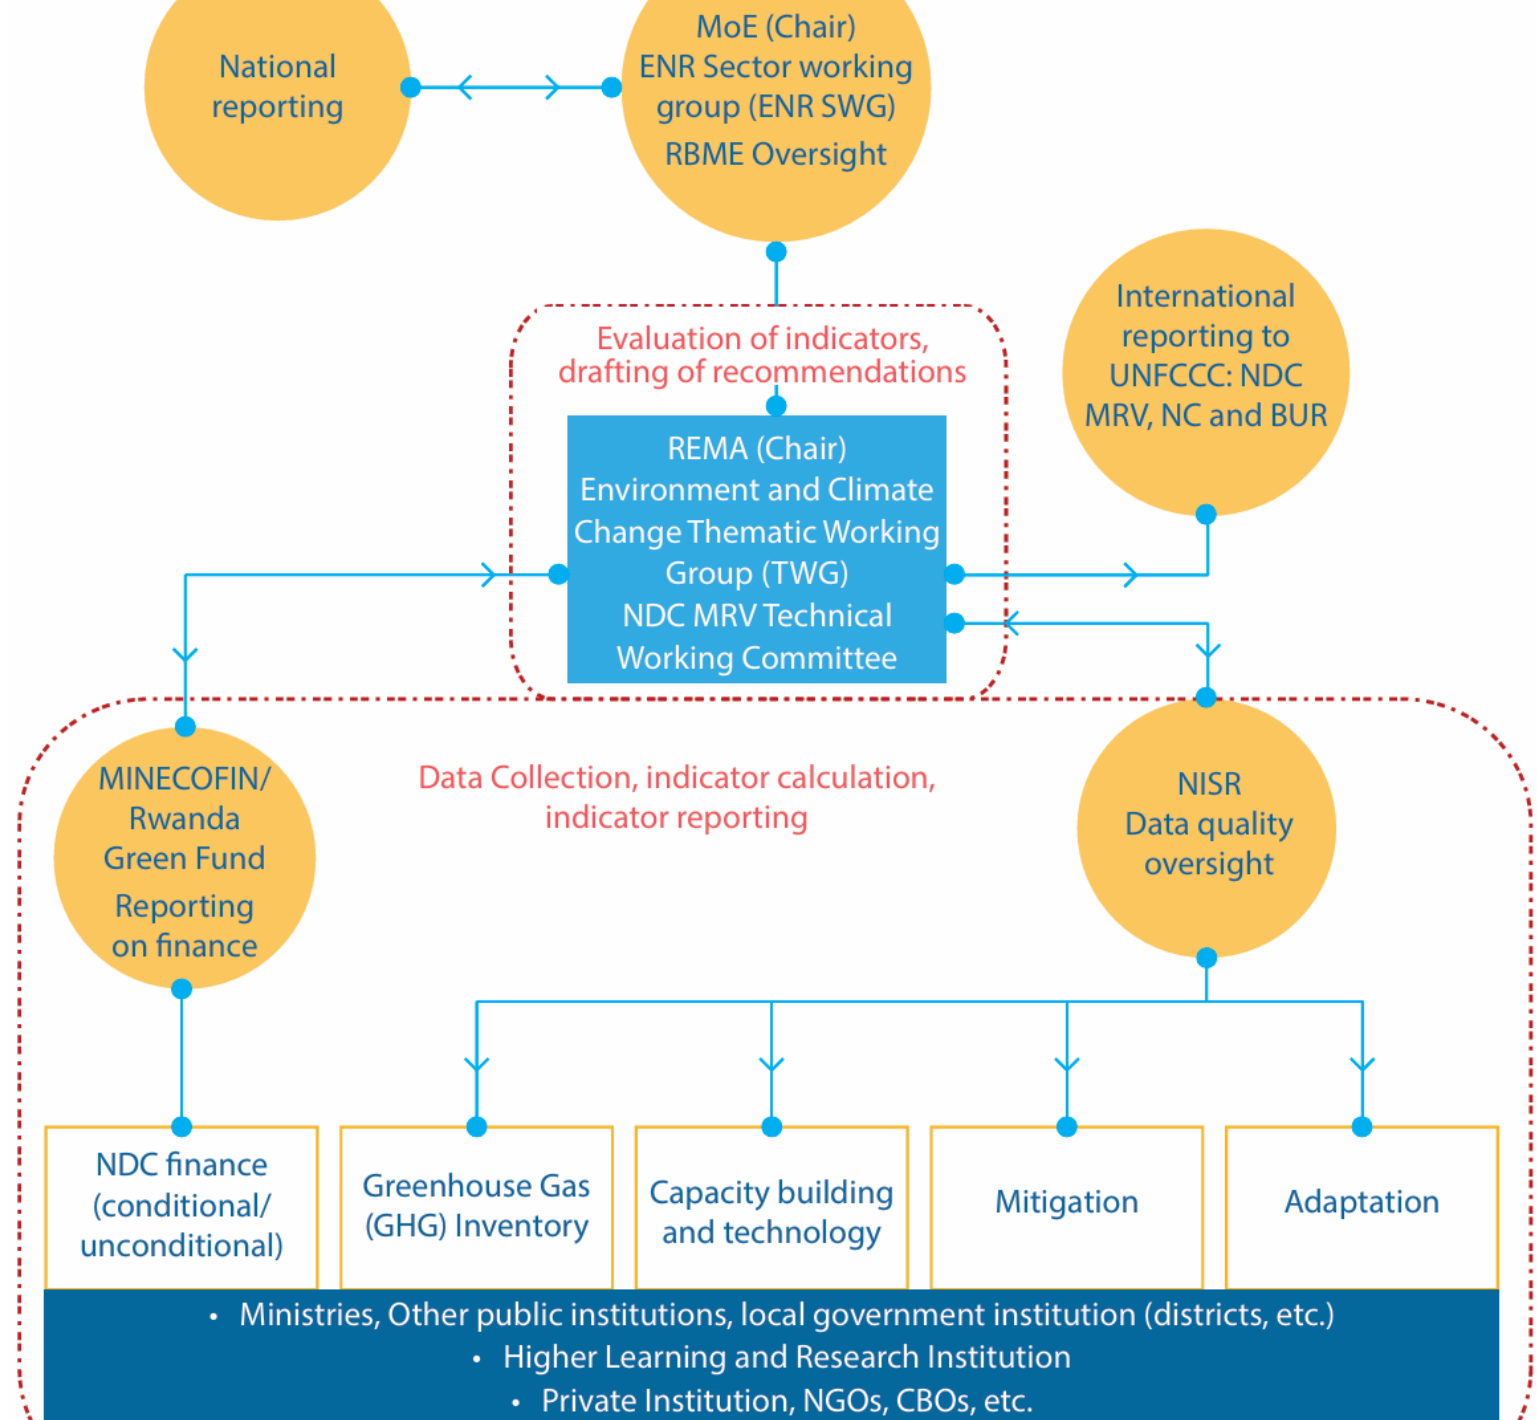 National
reporting
MoE (Chair)
ENR Sector working
group (ENR SWG)
RBME Oversight
International
reporting to
UNFCCC: NDC
MRV, NC and BUR
Evaluation of indicators,
drafting of recommendations
REMA (Chair)
Environment and Climate
Change Thematic Working
Group (TWG)
NDC MRV Technical
Working Committee
MINECOFIN/
Rwanda
Green Fund
Reporting
on finance
Data Collection, indicator calculation,
indicator reporting
NISR
Data quality
oversight
NDC finance
(conditional/
unconditional)
Greenhouse Gas
(GHG) Inventory
Capacity building
and technology
Mitigation
Adaptation
• Ministries, Other public institutions, local government institution (districts, etc.)
• Higher Learning and Research Institution
• Private Institution, NGOs, CBOs, etc.